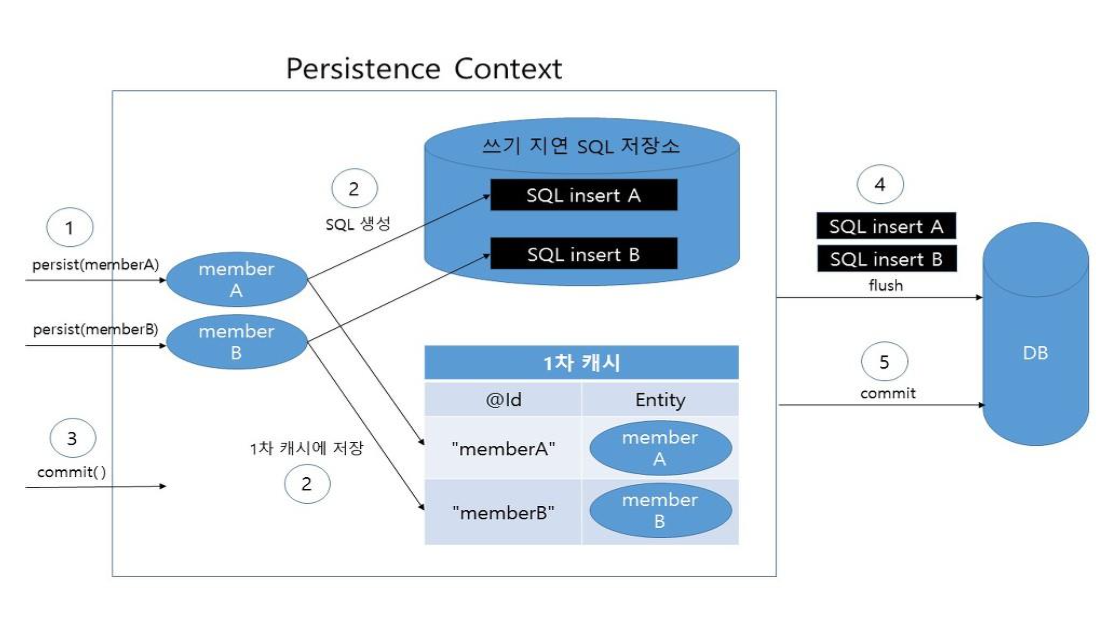 Persistence Context
쓰기 지연 SQL 저장소
SQL insert A
SQL insert B
2
SQL 생성
1
persist(memberA)
member
A
persist(memberB)
member
B
3
commit()
1차 캐시에 저장
2
1차 캐시
@Id
Entity
"memberA"
member
A
"memberB"
member
B
4
SQL insert A
SQL insert B
flush
5
commit
DB